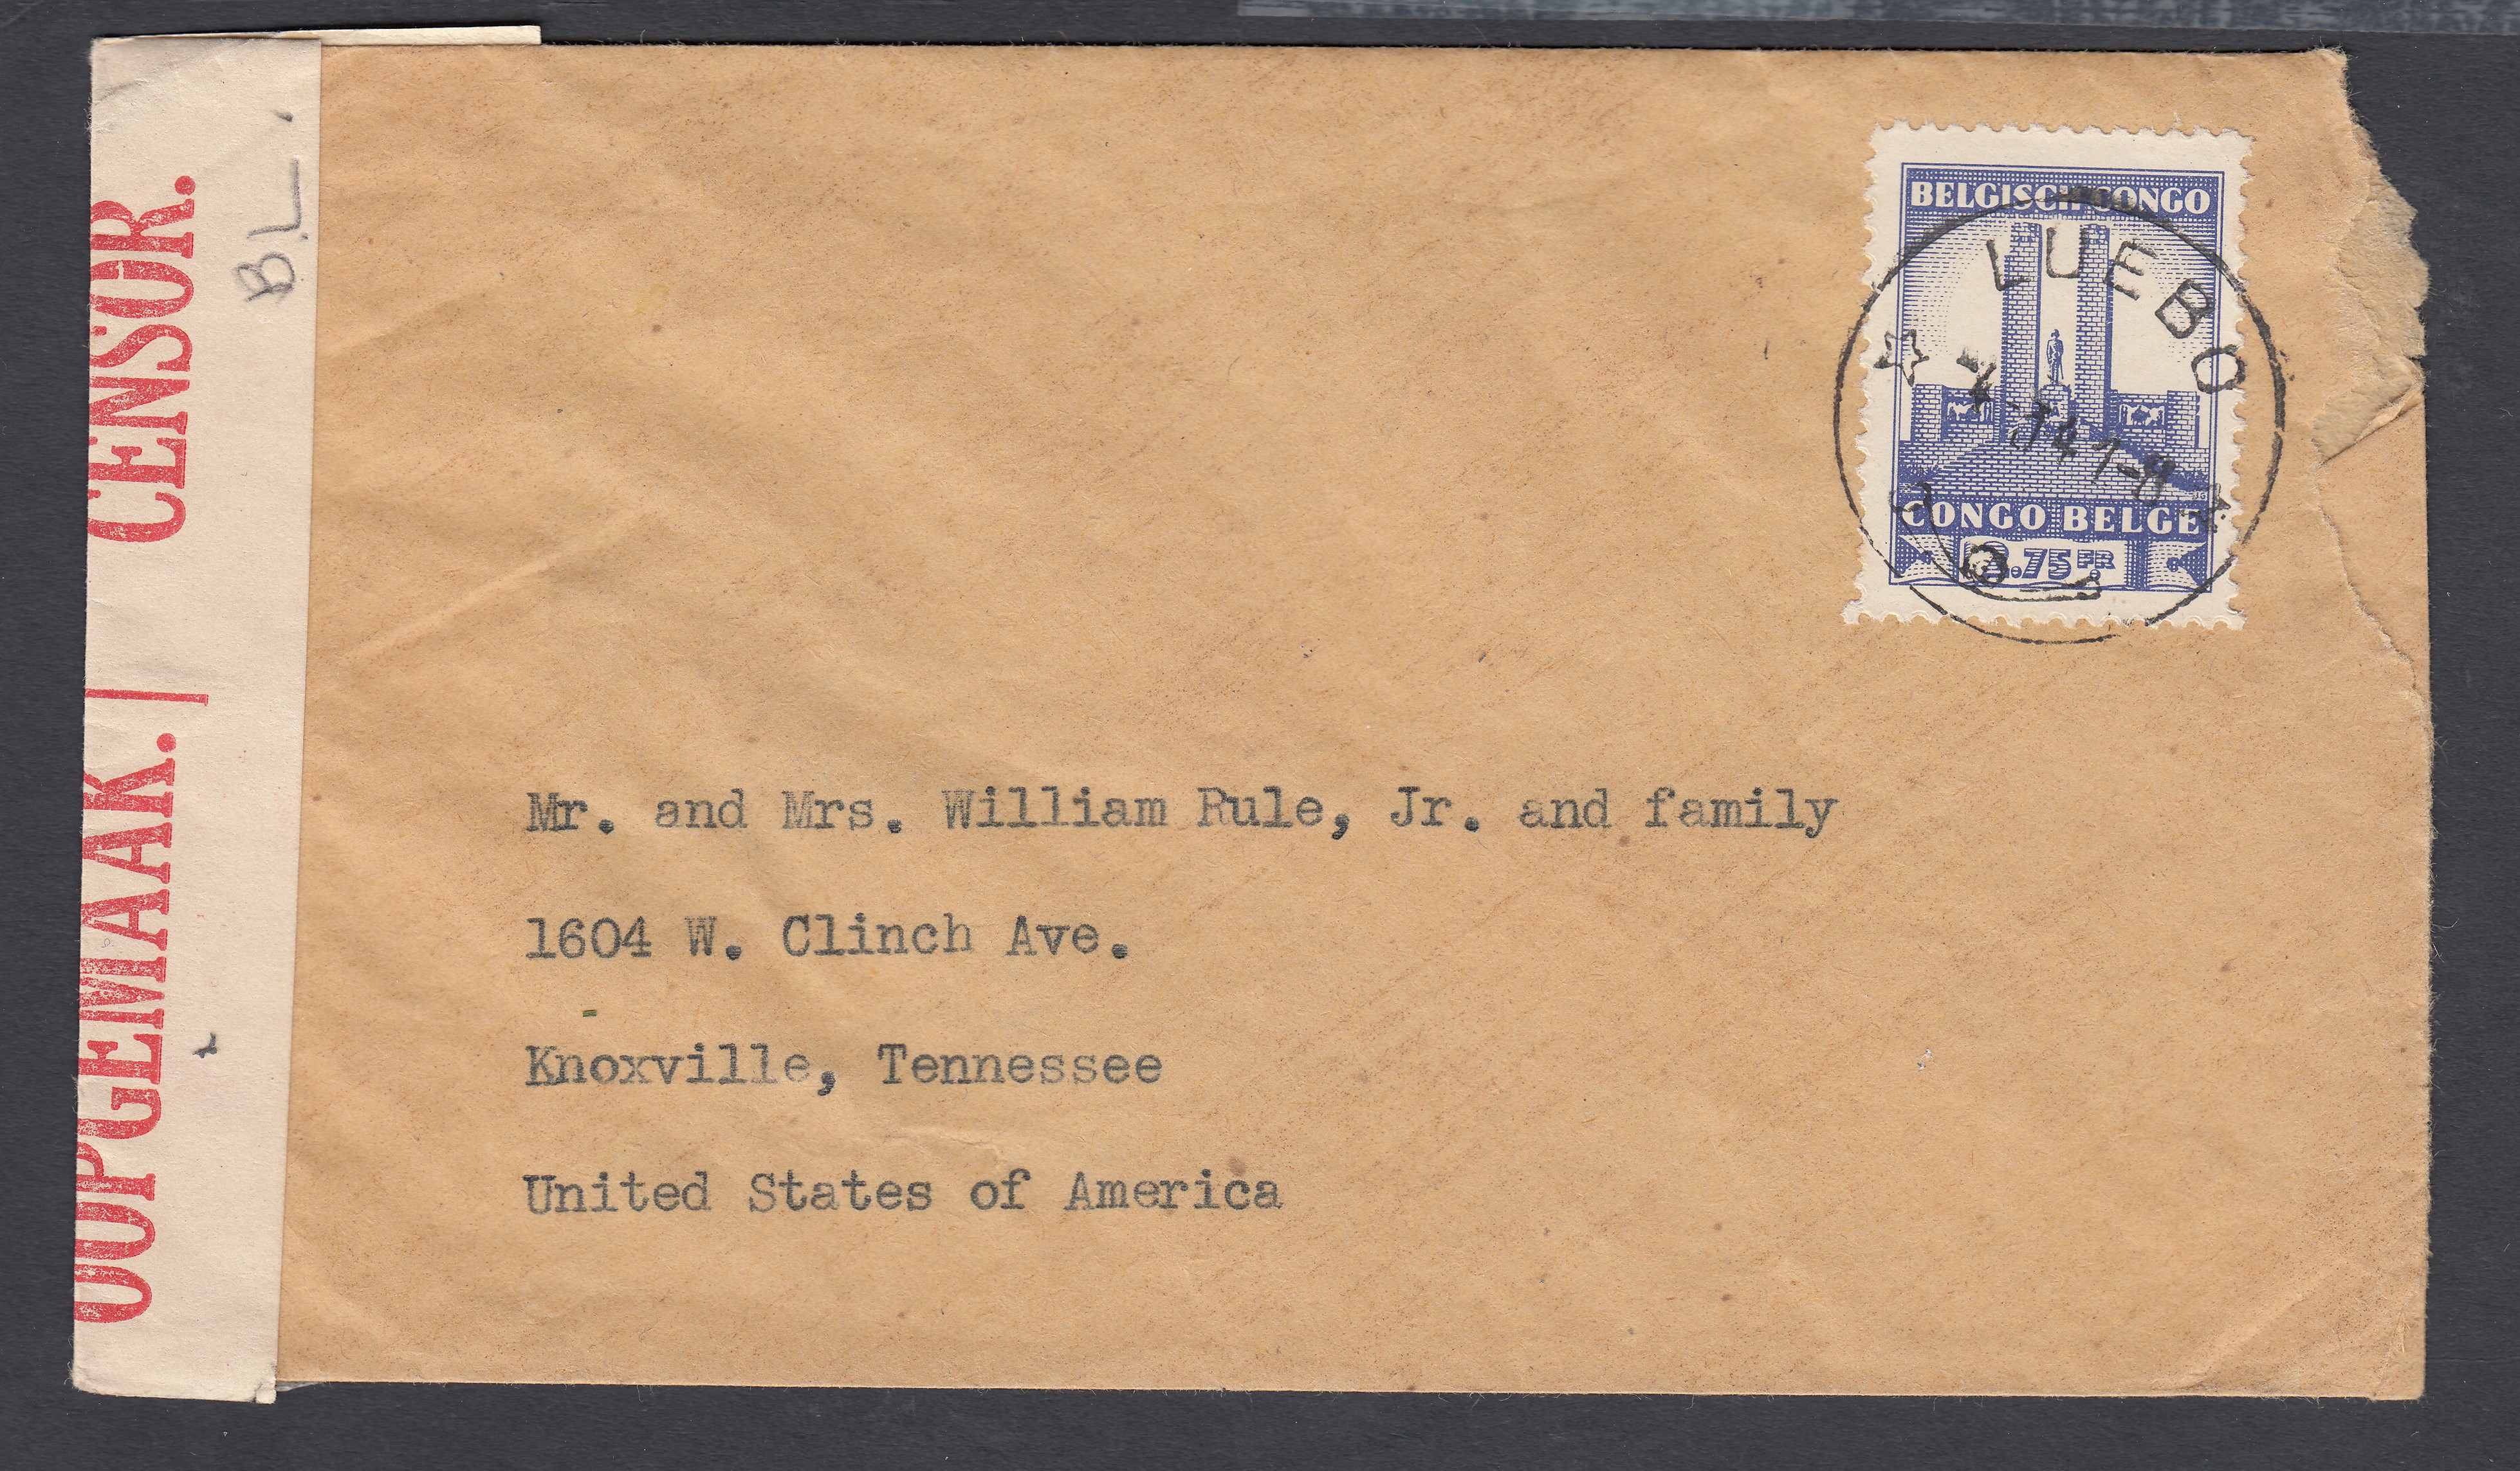 CENSOR.
OOPGEMAAK. |
B.L.
BELGISCH CONGO
LUEBO
CONGO BELGE
2.75 FR.
Mr. and Mrs. William Rule, Jr. and family
1604 W. Clinch Ave.
Knoxville, Tennessee
United States of America